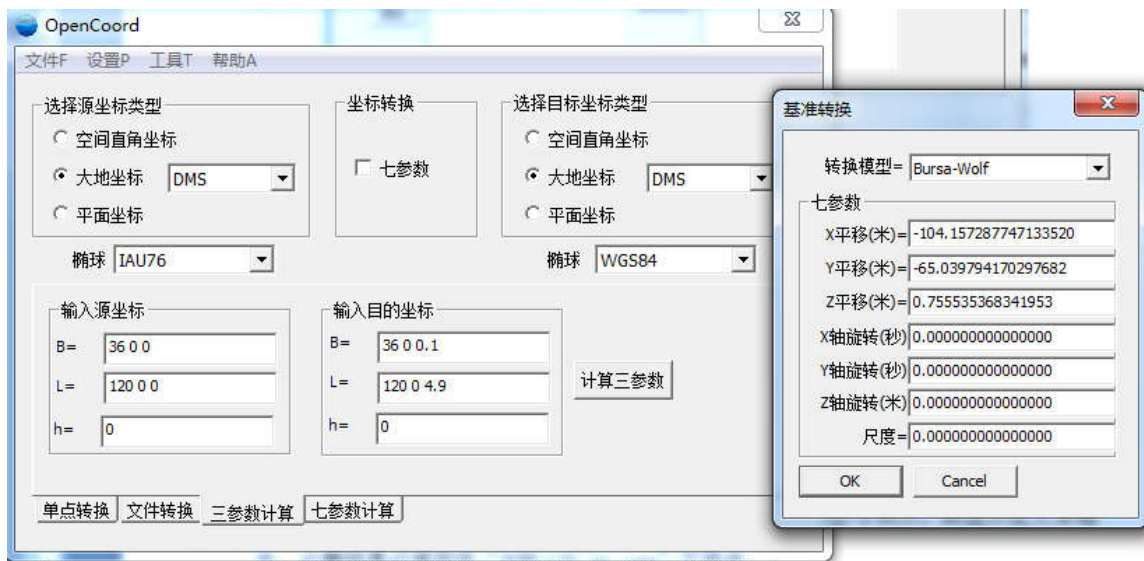 OpenCoord
文件F 设置P 工具T 帮助A
选择源坐标类型
空间直角坐标
大地坐标 DMS
平面坐标
坐标转换
七参数
选择目标坐标类型
空间直角坐标
大地坐标 DMS
平面坐标
椭球 IAU76
椭球 WGS84
输入源坐标
B= 36 0 0
L= 120 0 0
h= 0
输入目的坐标
B= 36 0 0.1
L= 120 0 4.9
h= 0
计算三参数
单点转换 文件转换 三参数计算 七参数计算
基准转换
转换模型= Bursa-Wolf
七参数
X平移(米)= -104.157287747133520
Y平移(米)= -65.039794170297682
Z平移(米)= 0.755535368341953
X轴旋转(秒) 0.000000000000000
Y轴旋转(秒) 0.000000000000000
Z轴旋转(米) 0.000000000000000
尺度= 0.000000000000000
OK Cancel